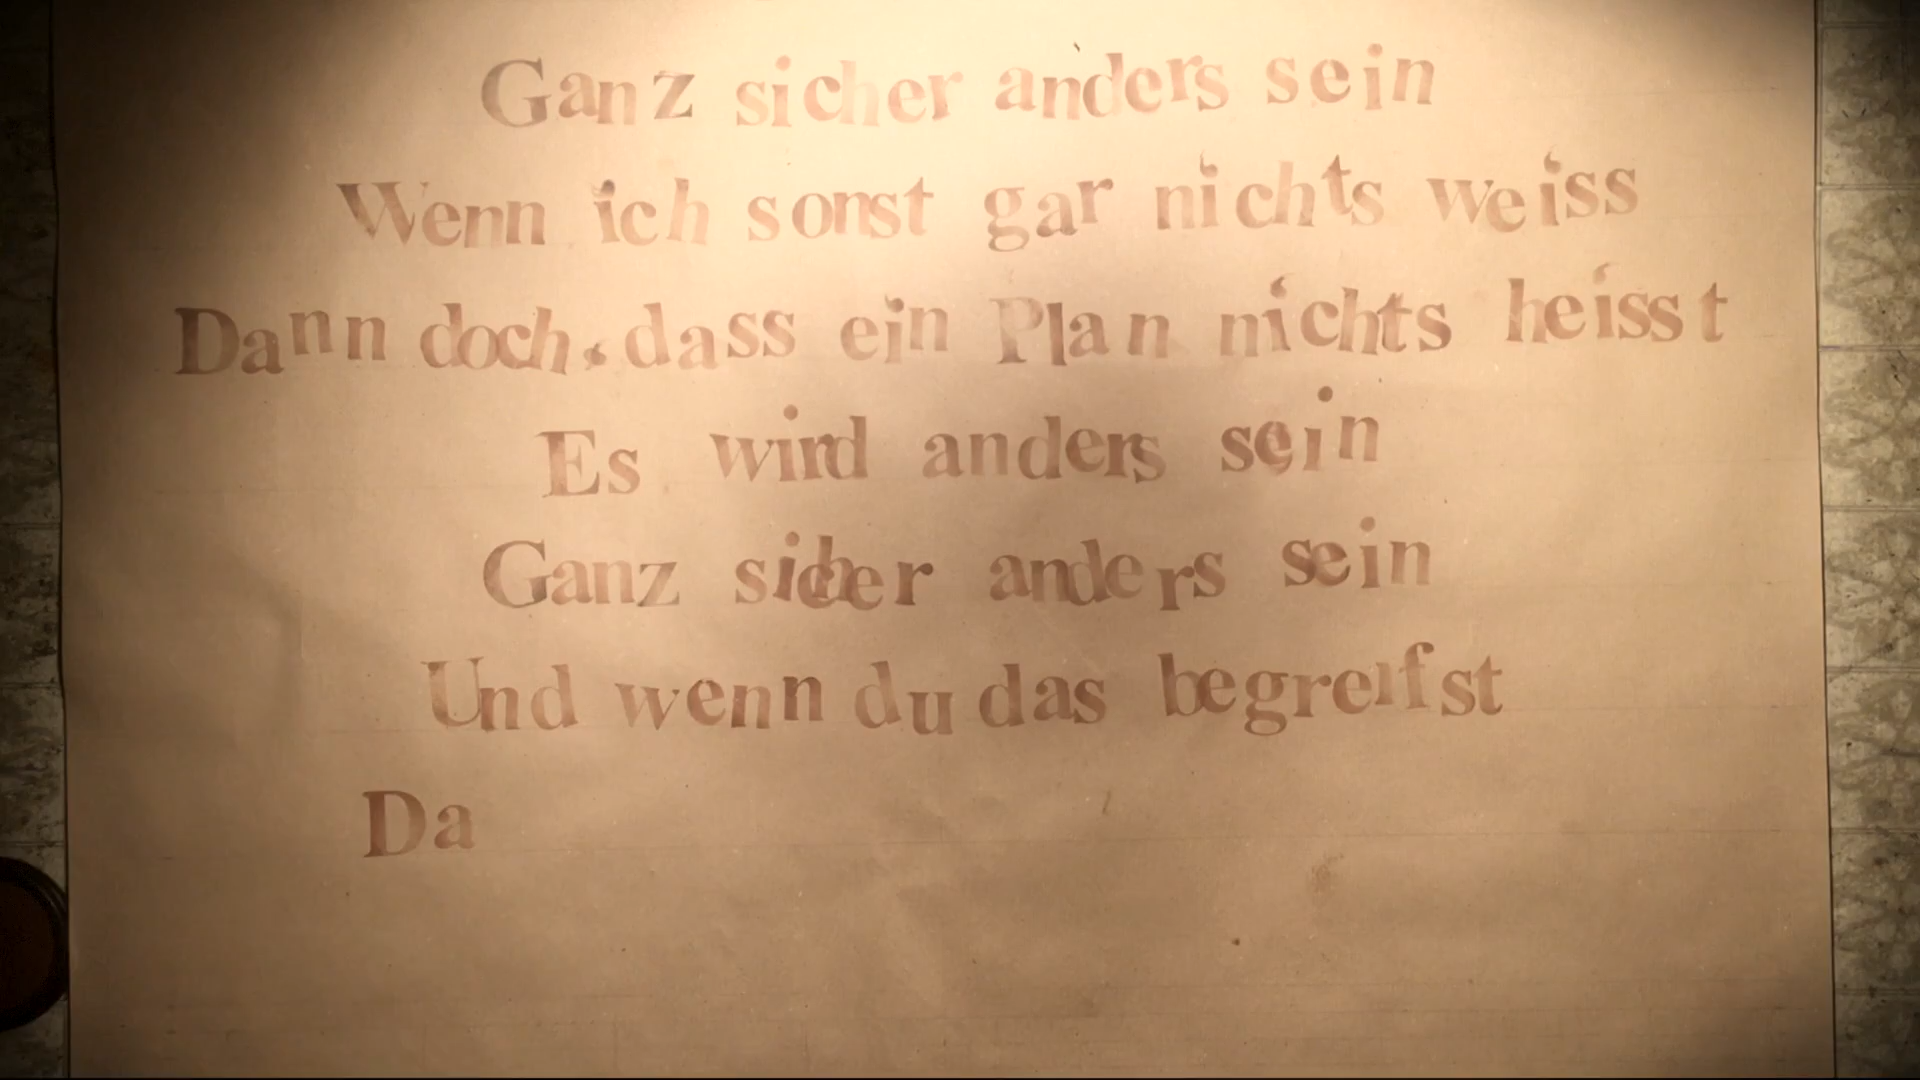 Ganz sicher anders sein
Wenn ich sonst gar nichts weiss
Dann doch, dass ein Plan nichts heisst
Es wird anders sein
Ganz sicher anders sein
Und wenn du das begreifst
Da